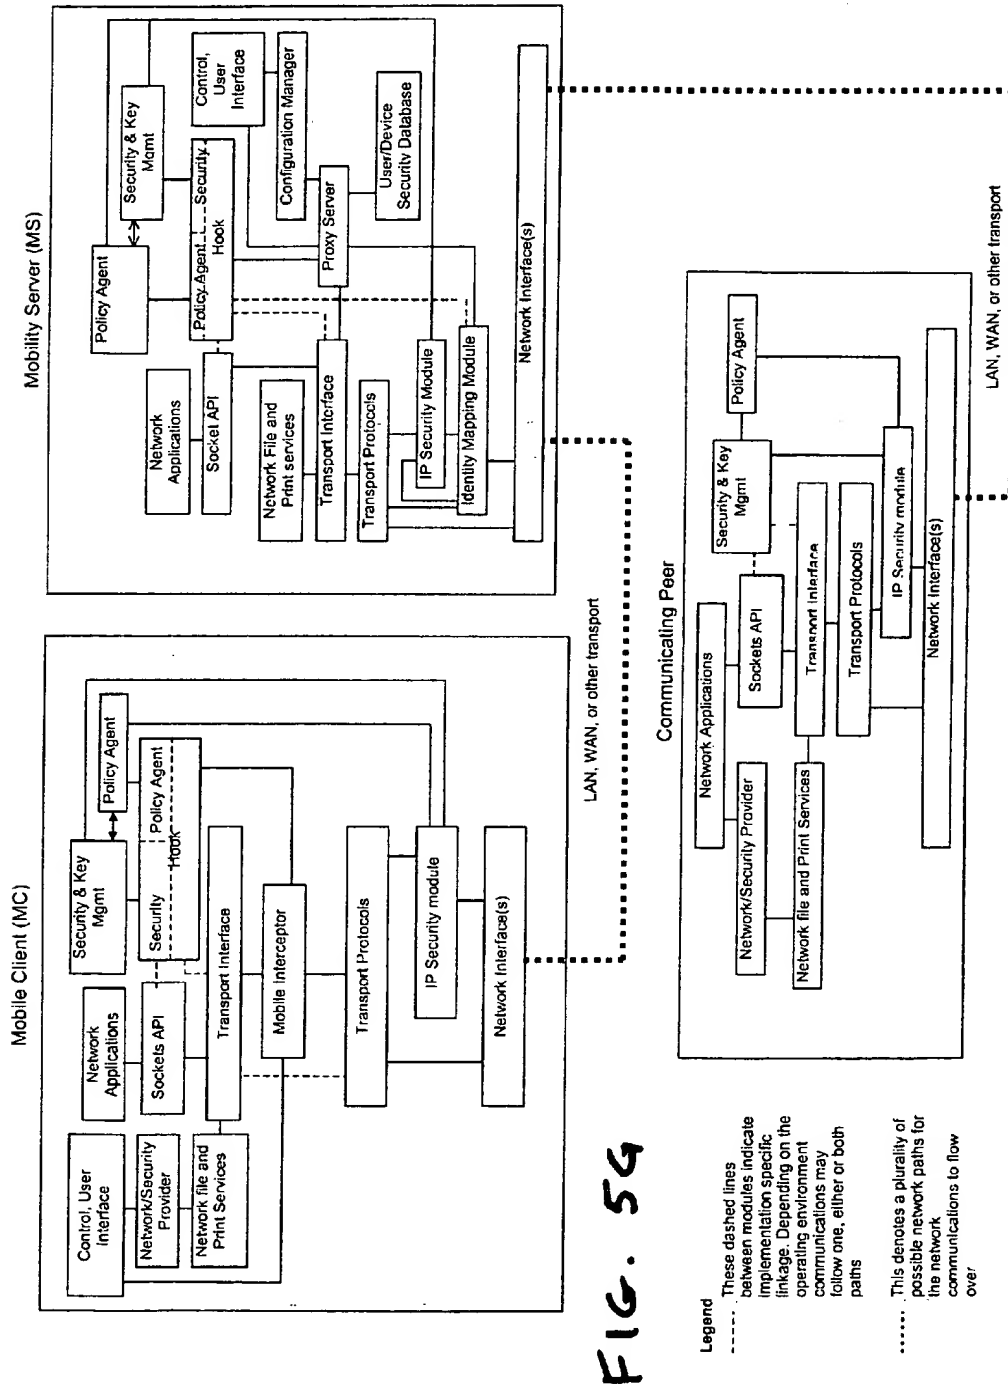 Mobile Client (MC)
Control, User
Interface
Network/Security
Provider
Network file and
Print Services
Network
Applications
Sockets API
Security & Key
Mgmt
Policy Agent
Security
Policy Agent
Hook
Transport Interface
Mobile Interceptor
Transport Protocols
IP Security module
Network Interface(s)
LAN, WAN, or other transport
Mobility Server (MS)
Network
Applications
Socket API
Network File and
Print services
Policy Agent
Security & Key
Mgmt
Policy Agent
Security
Hook
Control,
User
Interface
Configuration Manager
Proxy Server
User/Device
Security Database
Transport Interface
Transport Protocols
IP Security Module
Identity Mapping Module
Network Interface(s)
LAN, WAN, or other transport
Communicating Peer
Network Applications
Network/Security Provider
Network file and Print Services
Sockets API
Security & Key
Mgmt
Policy Agent
Transport Interface
Transport Protocols
IP Security module
Network Interface(s)
FIG. 5G
Legend
These dashed lines
between modules indicate
implementation specific
linkage. Depending on the
operating environment
communications may
follow one, either or both
paths
This denotes a plurality of
possible network paths for
the network
communications to flow
over